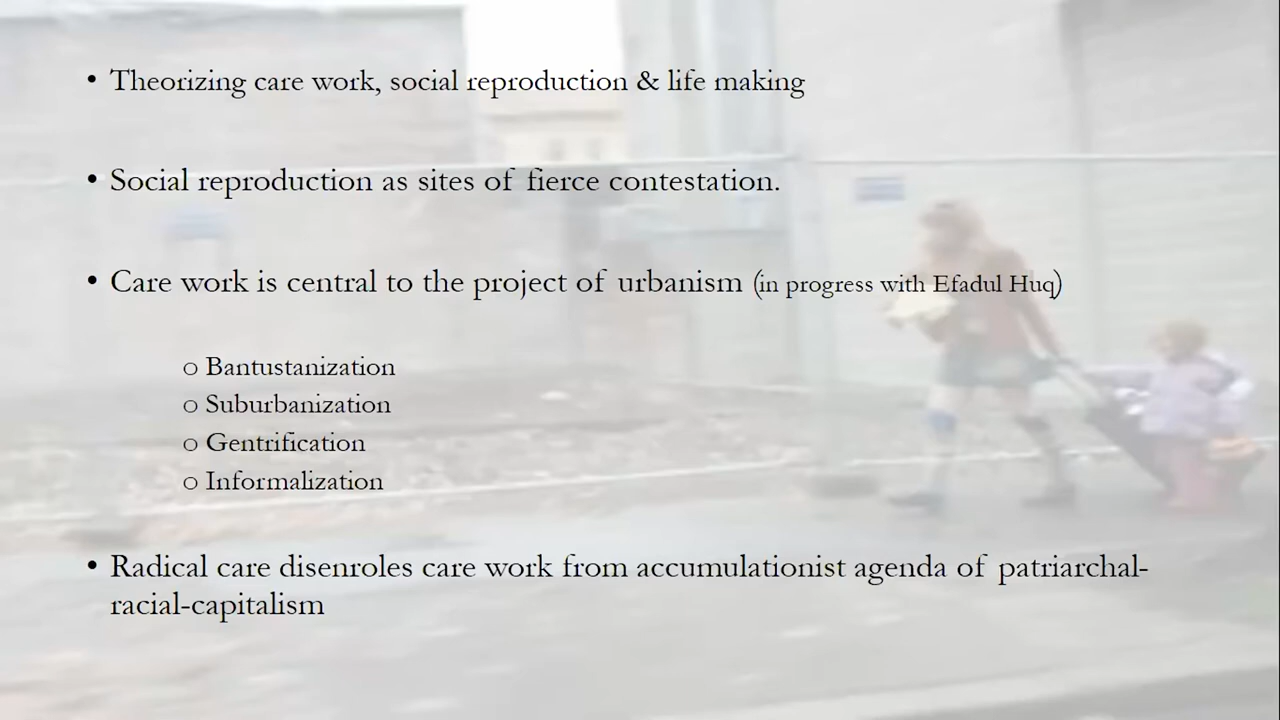 • Theorizing care work, social reproduction & life making
• Social reproduction as sites of fierce contestation.
• Care work is central to the project of urbanism (in progress with Efadul Huq)
o Bantustanization
o Suburbanization
o Gentrification
o Informalization
• Radical care disenroles care work from accumulationist agenda of patriarchal-
racial-capitalism